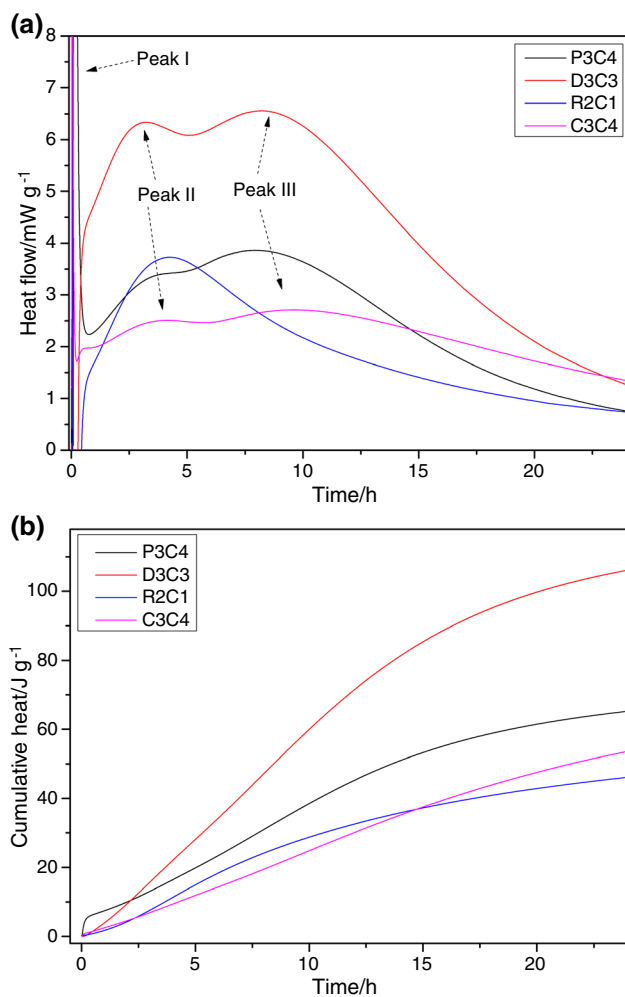 (a)
Peak I
P3C4
D3C3
R2C1
C3C4
Peak II
Peak III
Heat flow/mW g⁻¹
8
7
6
5
4
3
2
1
0
0 5 10 15 20
Time/h
(b)
P3C4
D3C3
R2C1
C3C4
Cumulative heat/J g⁻¹
100
80
60
40
20
0
0 5 10 15 20
Time/h